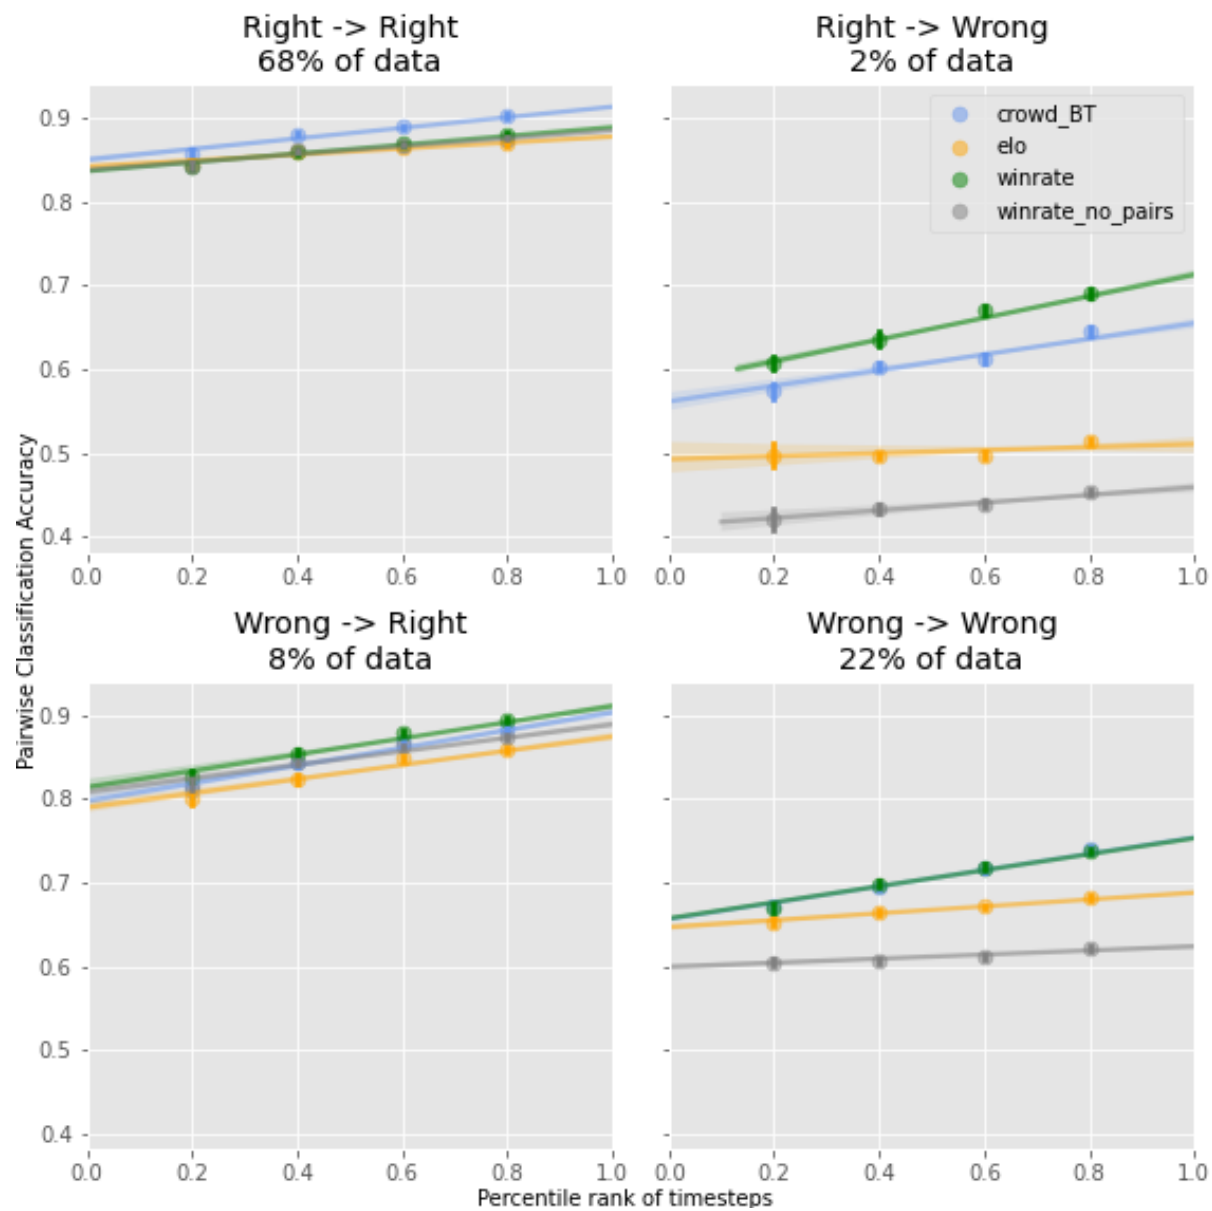 Right -> Right
68% of data
Right -> Wrong
2% of data
0.9
0.8
0.7
0.6
0.5
0.4
0.0 0.2 0.4 0.6 0.8 1.0
crowd_BT
elo
winrate
winrate_no_pairs
0.0 0.2 0.4 0.6 0.8 1.0
Pairwise Classification Accuracy
Wrong -> Right
8% of data
Wrong -> Wrong
22% of data
0.9
0.8
0.7
0.6
0.5
0.4
0.0 0.2 0.4 0.6 0.8 1.0
0.0 0.2 0.4 0.6 0.8 1.0
Percentile rank of timesteps